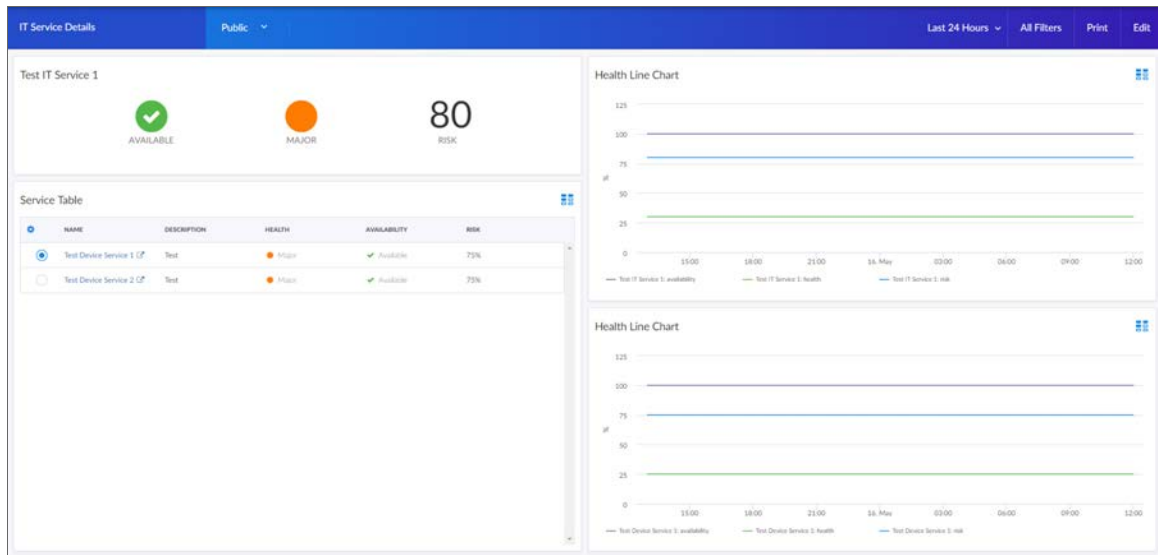 IT Service Details Public Last 24 Hours All Filters Print Edit
Test IT Service 1
AVAILABLE MAJOR 80 RISK
Service Table
NAME DESCRIPTION HEALTH AVAILABILITY RISK
Test Device Service 1 Test Major Available 75%
Test Device Service 2 Test Major Available 75%
Health Line Chart
125
100
75
%
50
25
0
15:00 18:00 21:00 16. May 03:00 06:00 09:00 12:00
Test IT Service 1: availability Test IT Service 1: health Test IT Service 1: risk
Health Line Chart
125
100
75
%
50
25
0
15:00 18:00 21:00 16. May 03:00 06:00 09:00 12:00
Test Device Service 1: availability Test Device Service 1: health Test Device Service 1: risk